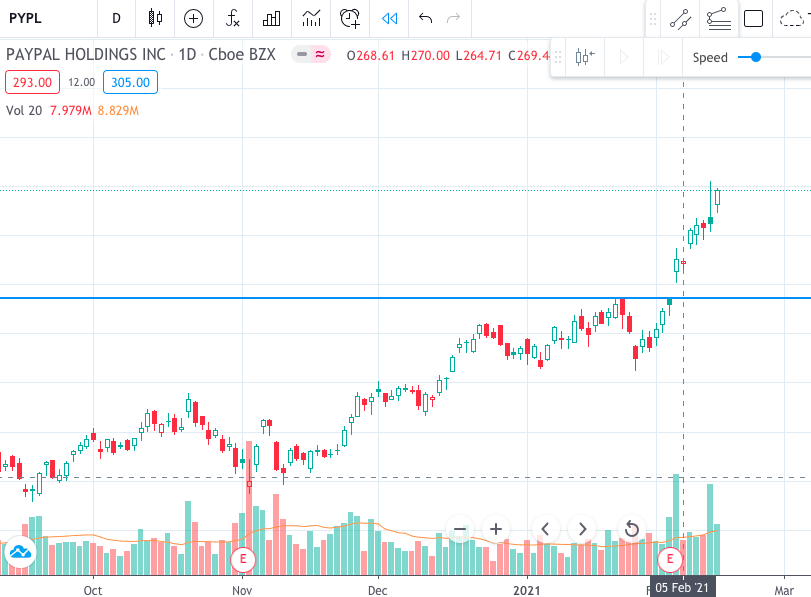 PYPL D
PAYPAL HOLDINGS INC · 1D · Cboe BZX O268.61 H270.00 L264.71 C269.4
Speed
293.00 12.00 305.00
Vol 20 7.979M 8.829M
E E
Oct Nov Dec 2021 05 Feb '21 Mar